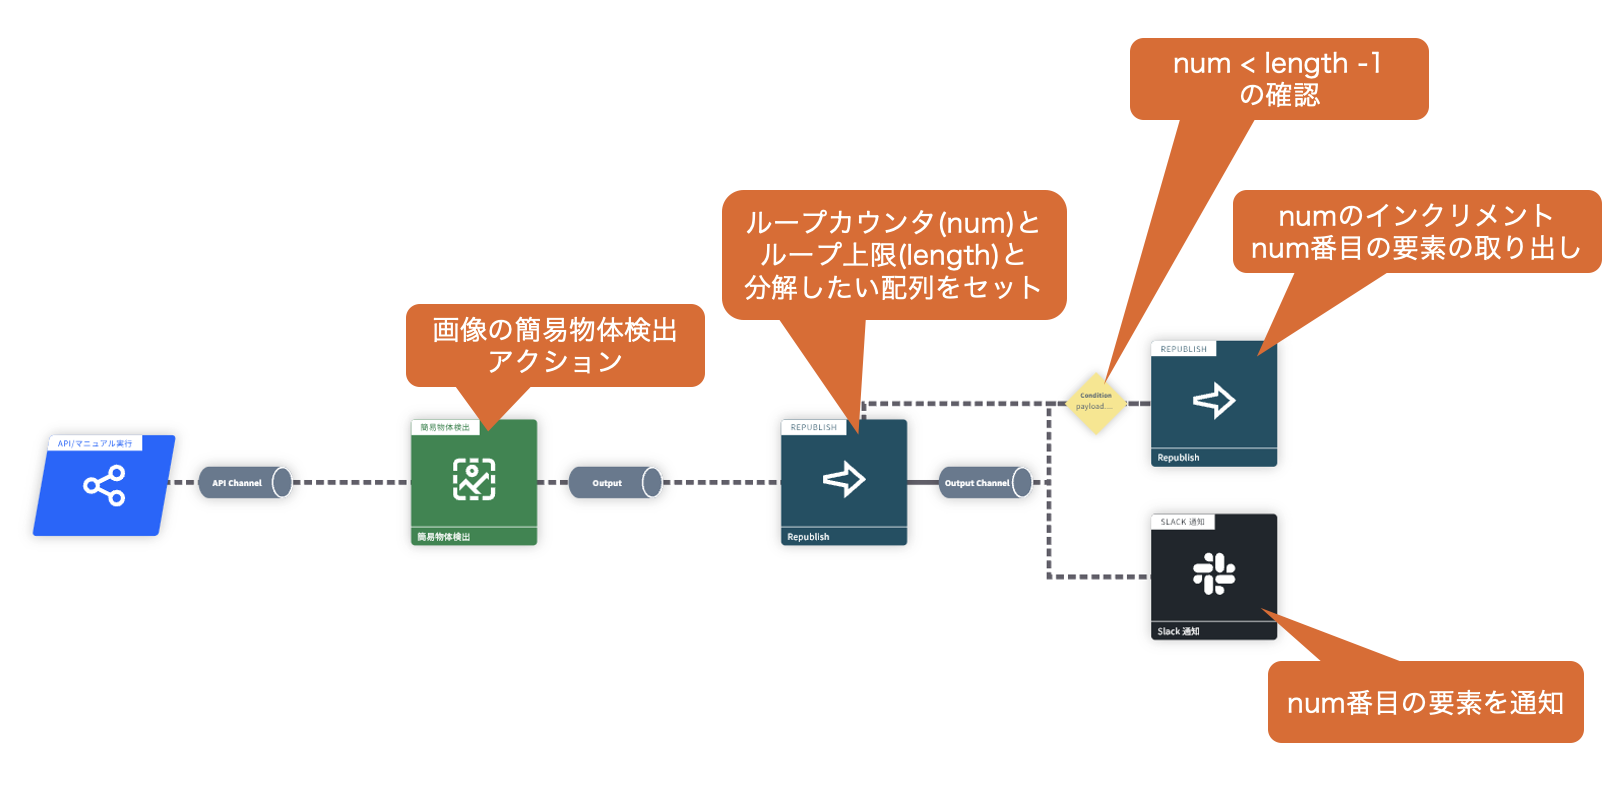 num < length -1
の確認
numのインクリメント
num番目の要素の取り出し
ループカウンタ(num)と
ループ上限(length)と
分解したい配列をセット
画像の簡易物体検出
アクション
REPUBLISH
Condition
payload....
Republish
API/マニュアル実行
API Channel
簡易物体検出
簡易物体検出
Output
REPUBLISH
Republish
Output Channel
SLACK 通知
Slack 通知
num番目の要素を通知